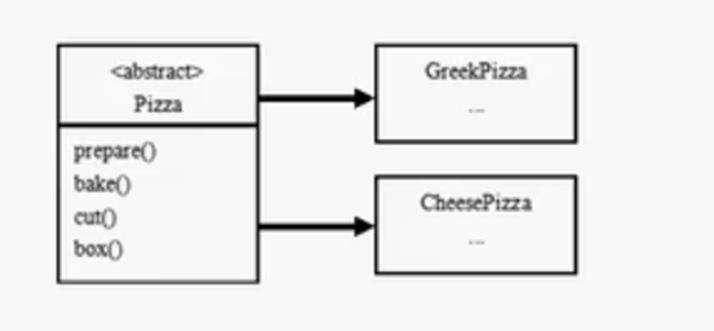 <abstract>
Pizza
prepare()
bake()
cut()
box()
GreekPizza
...
CheesePizza
...